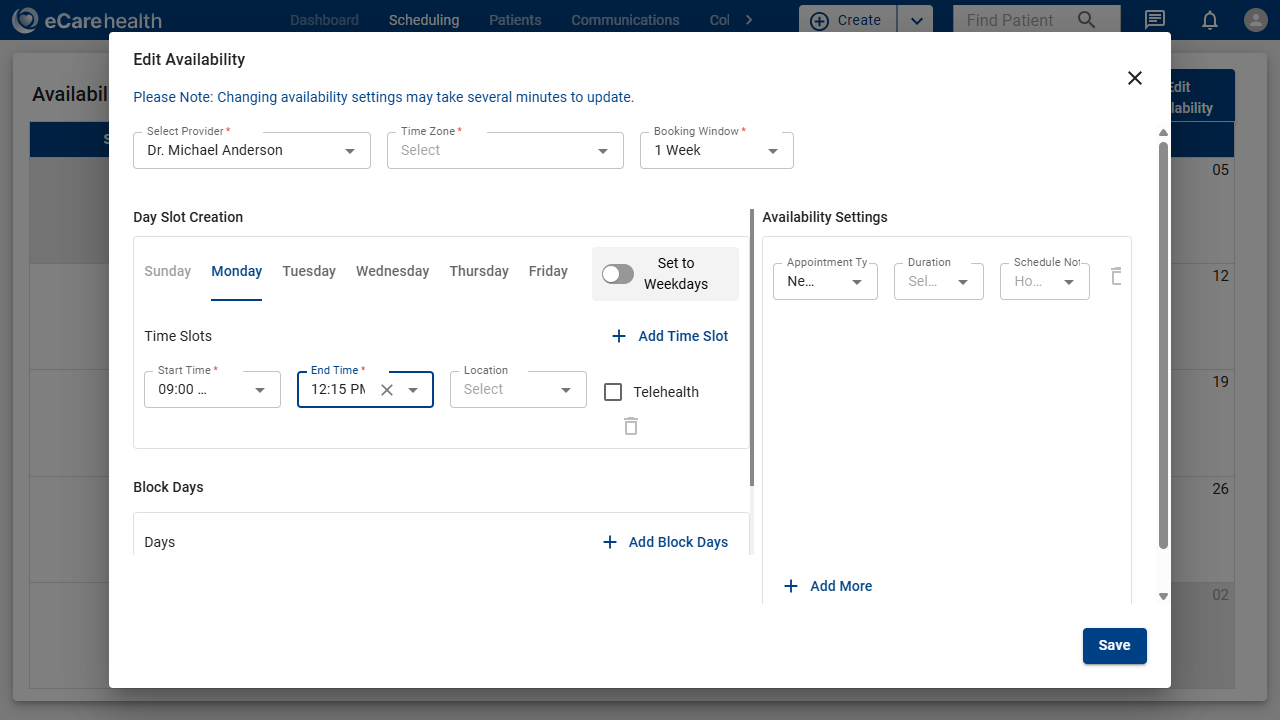 eCarehealth
Dashboard Scheduling Patients Communications Col
Create
Find Patient
Edit Availability
Please Note: Changing availability settings may take several minutes to update.
Select Provider *
Dr. Michael Anderson
Time Zone *
Select
Booking Window *
1 Week
Day Slot Creation
Sunday Monday Tuesday Wednesday Thursday Friday
Set to
Weekdays
Time Slots
Add Time Slot
Start Time *
09:00 ...
End Time *
12:15 PM
Location
Select
Telehealth
Block Days
Days
Add Block Days
Availability Settings
Appointment Ty
Ne...
Duration
Sel...
Schedule Not
Ho...
Add More
Save
Availabil
Edit
lability
S
05
12
19
26
02